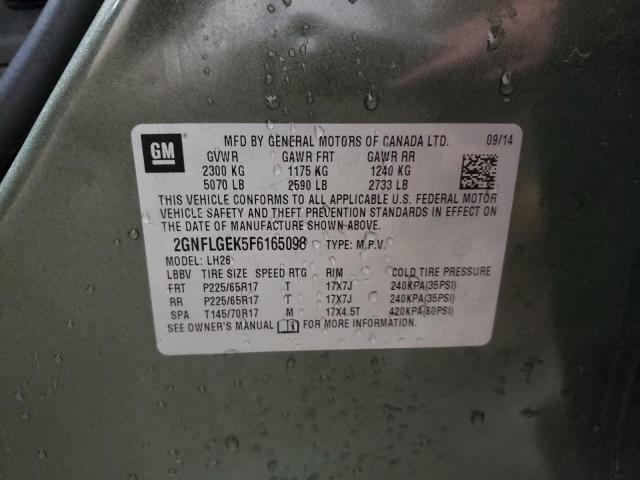 GM
MFD BY GENERAL MOTORS OF CANADA LTD. 09/14
GVWR GAWR FRT GAWR RR
2300 KG 1175 KG 1240 KG
5070 LB 2590 LB 2733 LB
THIS VEHICLE CONFORMS TO ALL APPLICABLE U.S. FEDERAL MOTOR
VEHICLE SAFETY AND THEFT PREVENTION STANDARDS IN EFFECT ON
THE DATE OF MANUFACTURE SHOWN ABOVE.
2GNFLGEK5F6165098 TYPE: M.P.V.
MODEL: LH26
LBBV TIRE SIZE SPEED RTG RIM COLD TIRE PRESSURE
FRT P225/65R17 T 17X7J 240KPA(35PSI)
RR P225/65R17 T 17X7J 240KPA(35PSI)
SPA T145/70R17 M 17X4.5T 420KPA(60PSI)
SEE OWNER'S MANUAL FOR MORE INFORMATION.